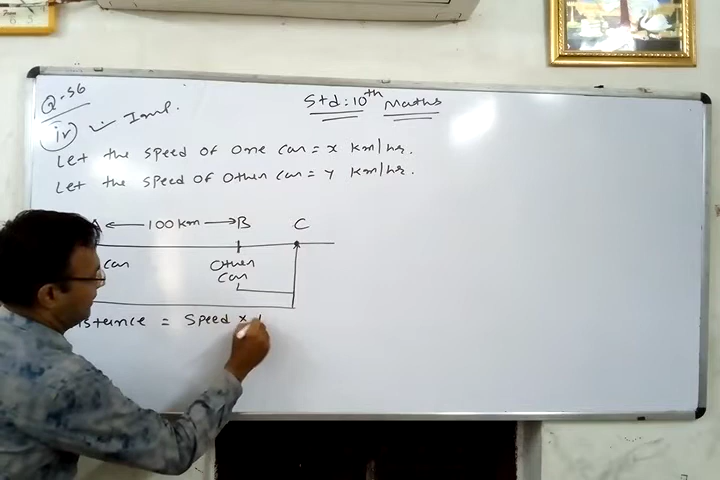 Q-56
Std: 10th Maths
iv) Imp.
Let the speed of one car = x km/hr.
Let the speed of other car = y km/hr.
A 100 km B C
car Other
Car
istance = Speed ×